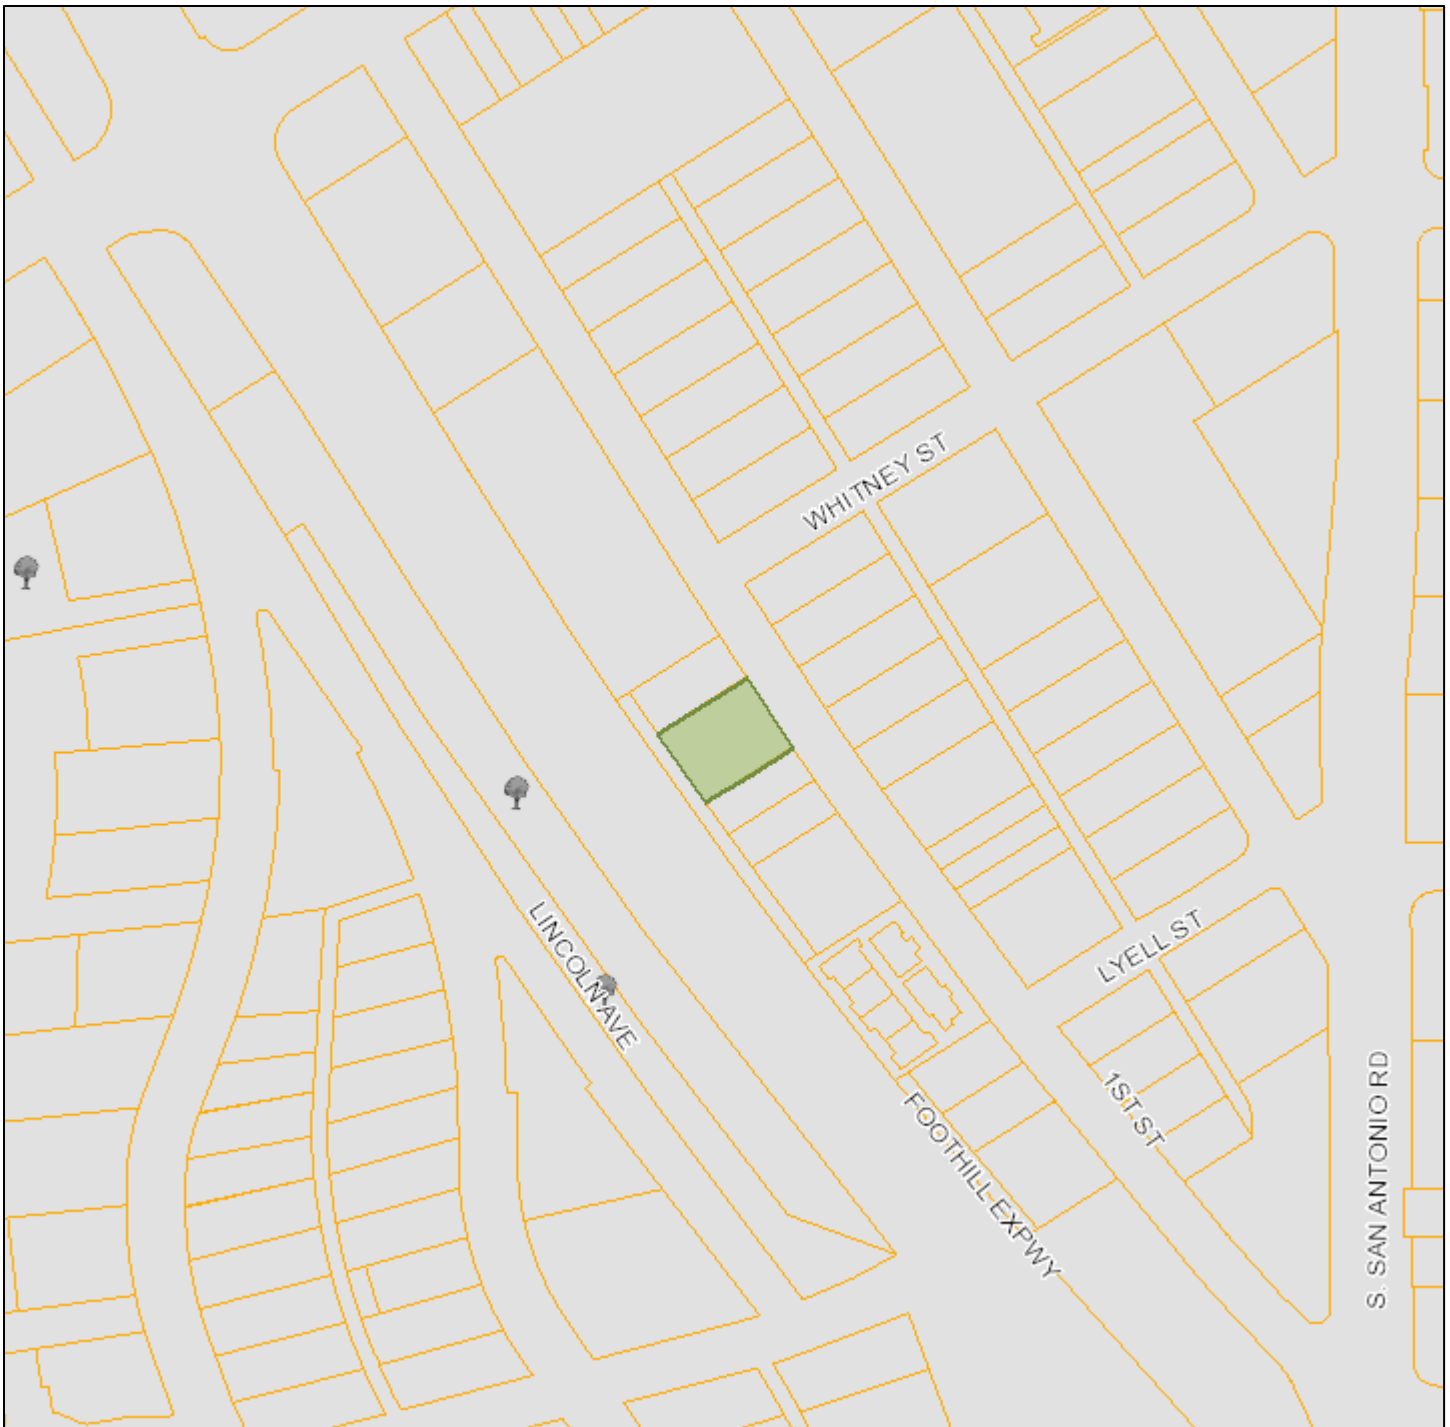 WHITNEY ST
LINCOLN AVE
LYELL ST
1ST ST
FOOTHILL EXPWY
S. SAN ANTONIO RD